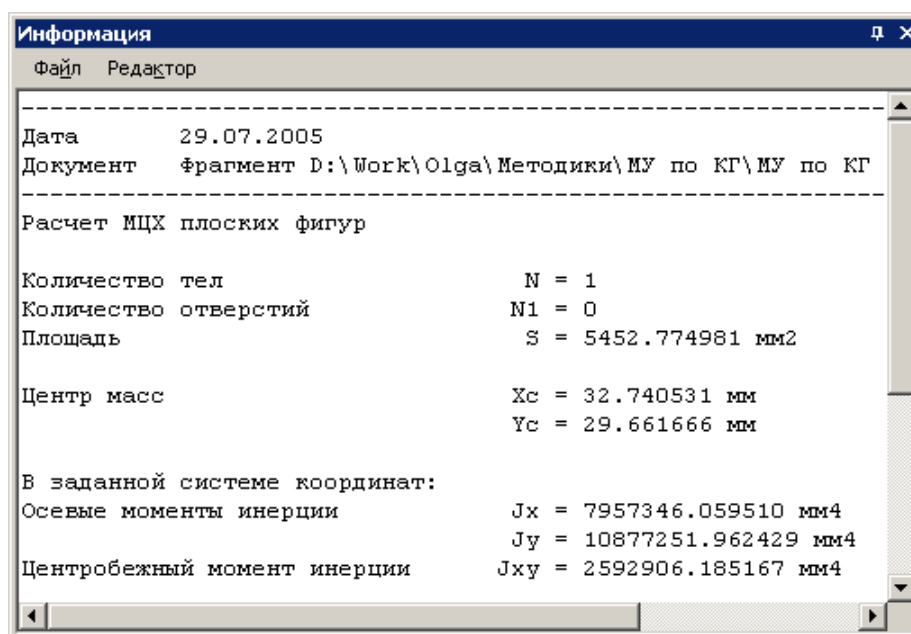 Информация
Файл Редактор
Дата 29.07.2005
Документ Фрагмент D:\Work\Olga\Методики\МУ по КГ\МУ по КГ
Расчет МЦХ плоских фигур
Количество тел N = 1
Количество отверстий N1 = 0
Площадь S = 5452.774981 мм2
Центр масс Xc = 32.740531 мм
Yc = 29.661666 мм
В заданной системе координат:
Осевые моменты инерции Jx = 7957346.059510 мм4
Jy = 10877251.962429 мм4
Центробежный момент инерции Jxy = 2592906.185167 мм4